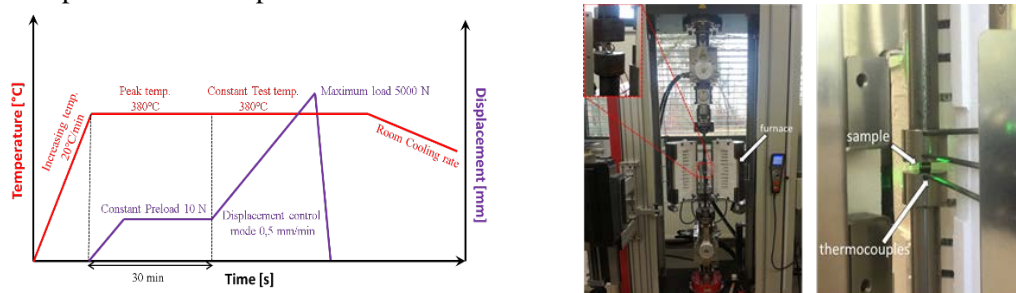 Temperature [°C]
Increasing temp.
20°C/min
Peak temp.
380°C
Constant Test temp.
380°C
Maximum load 5000 N
Room Cooling rate
Constant Preload 10 N
Displacement control
mode 0,5 mm/min
30 min
Time [s]
Displacement [mm]
furnace
sample
thermocouples